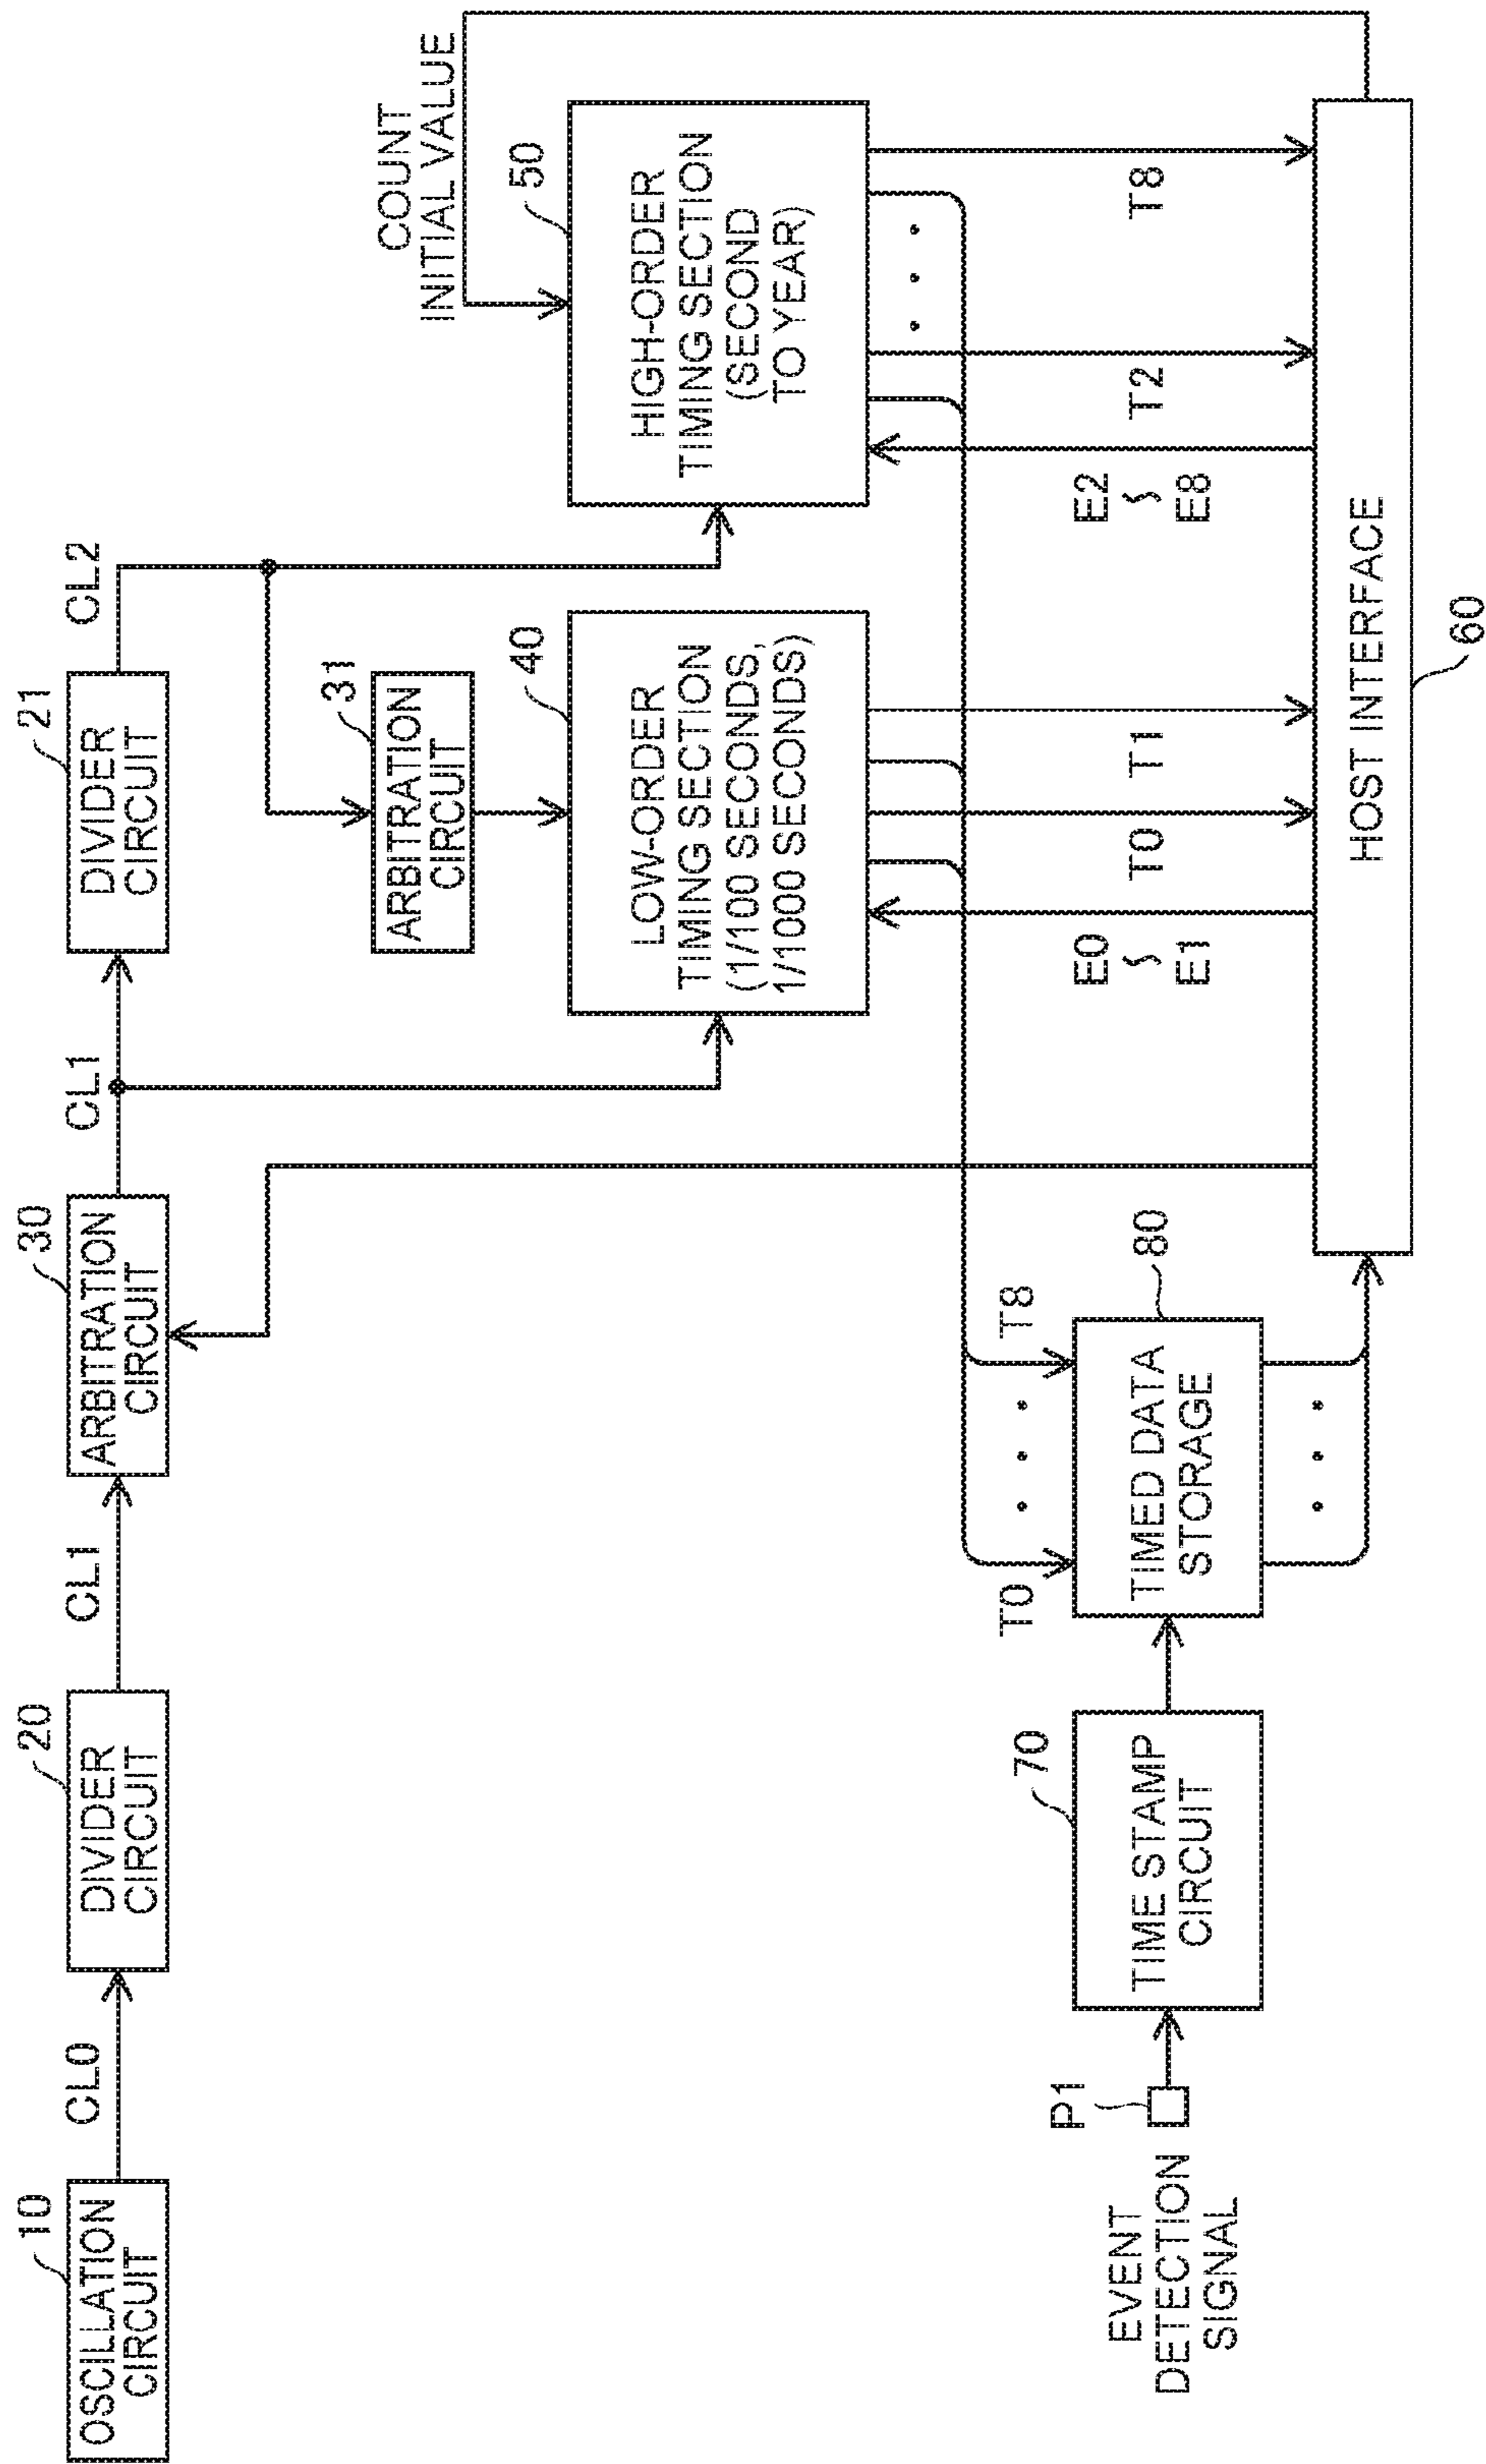 10
OSCILLATION
CIRCUIT
CL0
20
DIVIDER
CIRCUIT
CL1
30
ARBITRATION
CIRCUIT
CL1
21
DIVIDER
CIRCUIT
CL2
31
ARBITRATION
CIRCUIT
COUNT
INITIAL VALUE
40
LOW-ORDER
TIMING SECTION
(1/100 SECONDS,
1/1000 SECONDS)
50
HIGH-ORDER
TIMING SECTION
(SECOND
TO YEAR)
E0
∫
E1
T0
T1
E2
∫
E8
T2
T8
EVENT
DETECTION
SIGNAL
P1
70
TIME STAMP
CIRCUIT
T0
T8
80
TIMED DATA
STORAGE
HOST INTERFACE
60